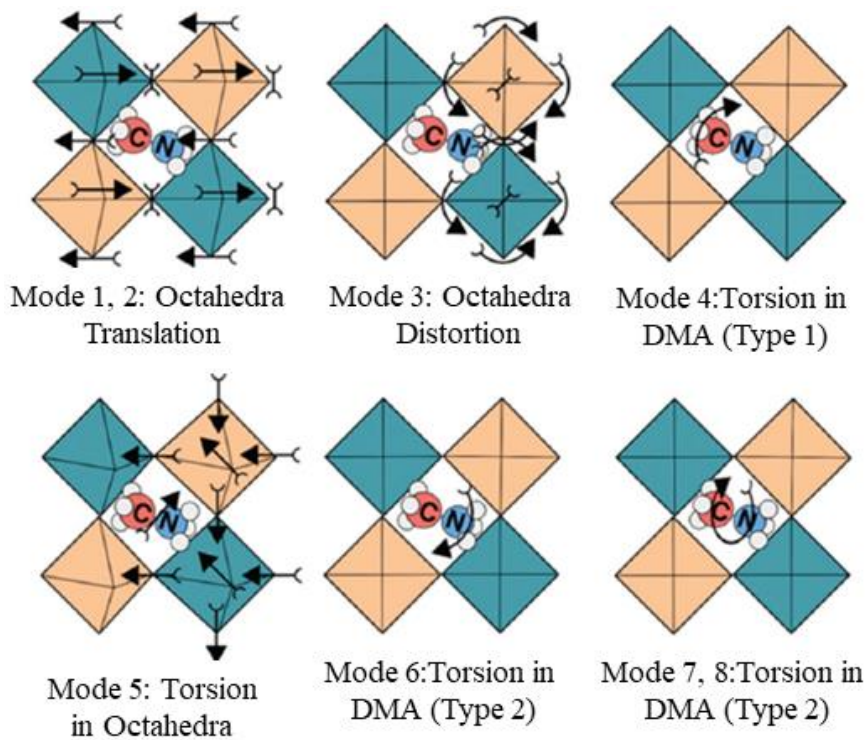 C N
Mode 1, 2: Octahedra
Translation
C N
Mode 3: Octahedra
Distortion
C N
Mode 4:Torsion in
DMA (Type 1)
C N
Mode 5: Torsion
in Octahedra
C N
Mode 6:Torsion in
DMA (Type 2)
C N
Mode 7, 8:Torsion in
DMA (Type 2)